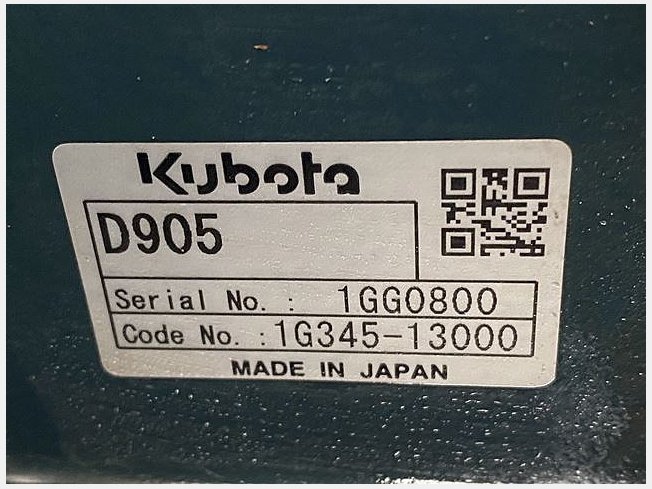 Kubota
D905
Serial No. : 1GG0800
Code No. :1G345-13000
MADE IN JAPAN